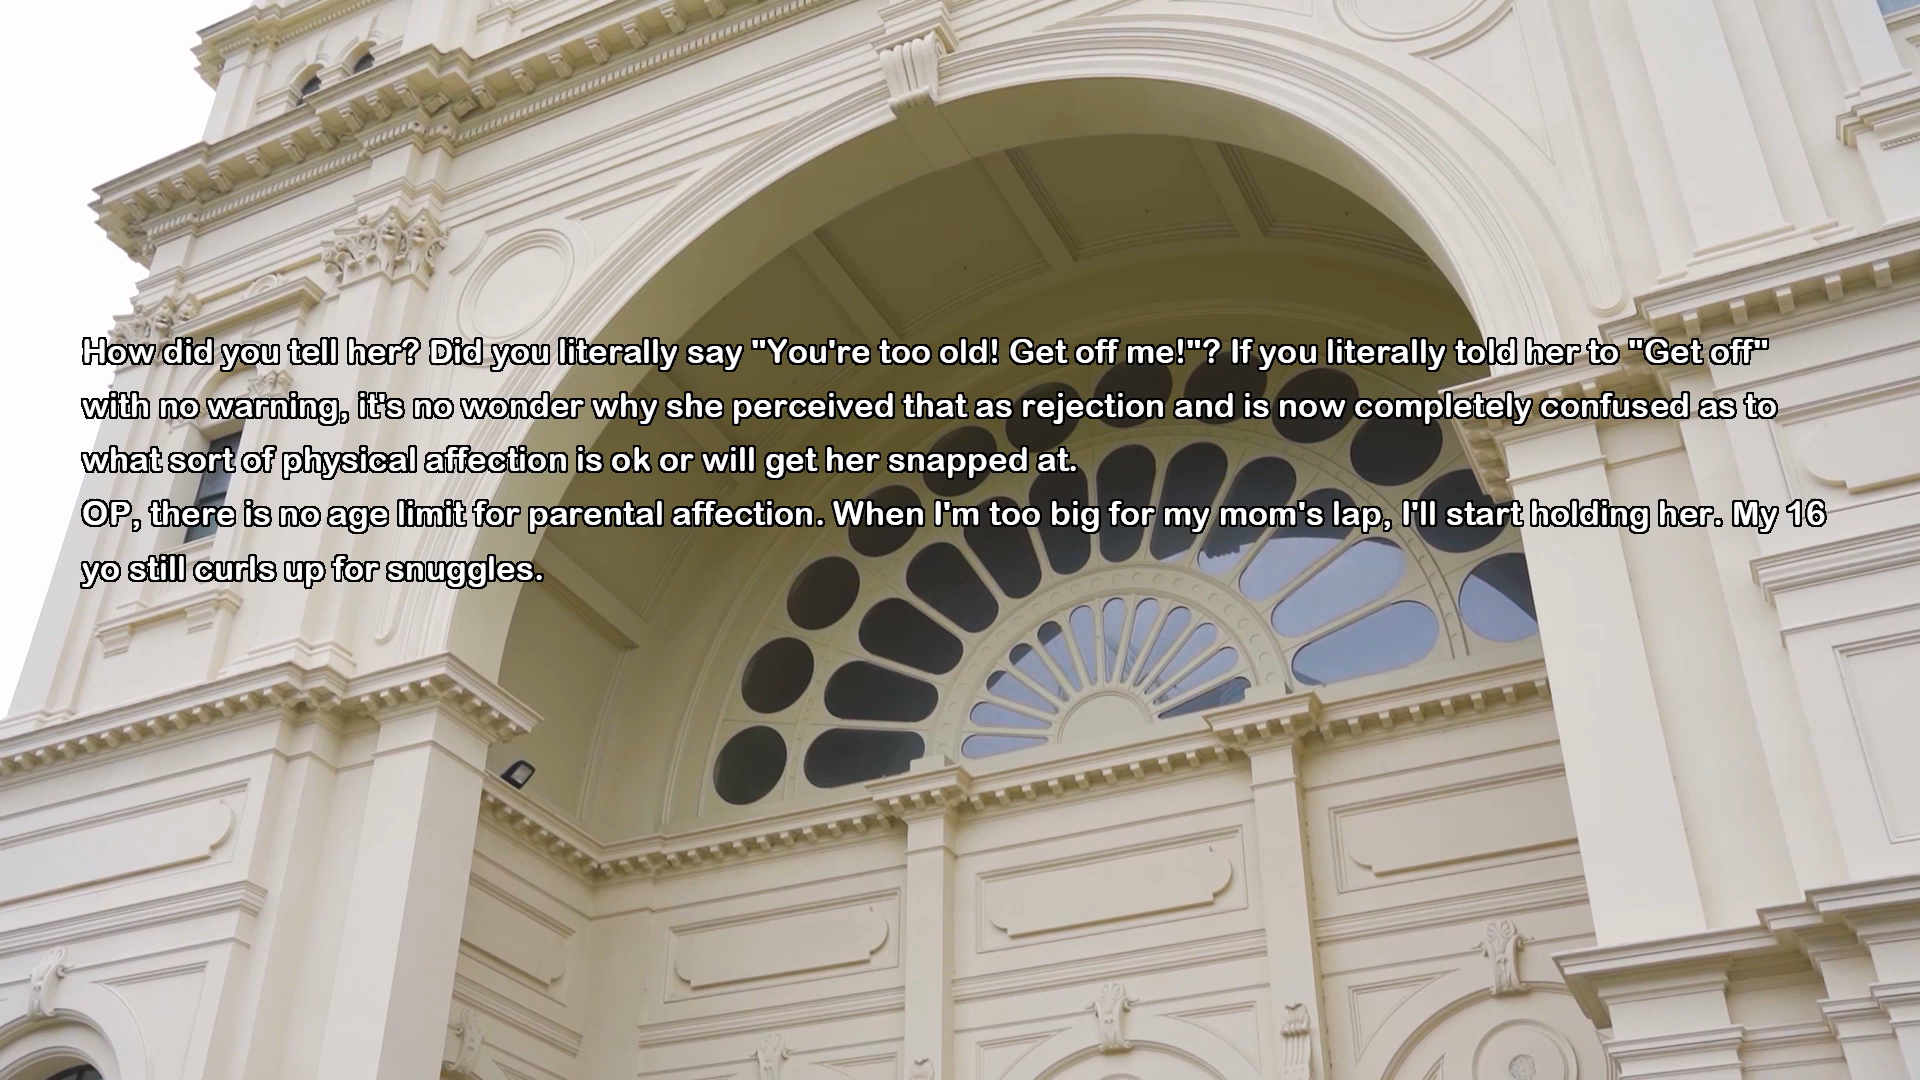 How did you tell her? Did you literally say "You're too old! Get off me!"? If you literally told her to "Get off"
with no warning, it's no wonder why she perceived that as rejection and is now completely confused as to
what sort of physical affection is ok or will get her snapped at.
OP, there is no age limit for parental affection. When I'm too big for my mom's lap, I'll start holding her. My 16
yo still curls up for snuggles.